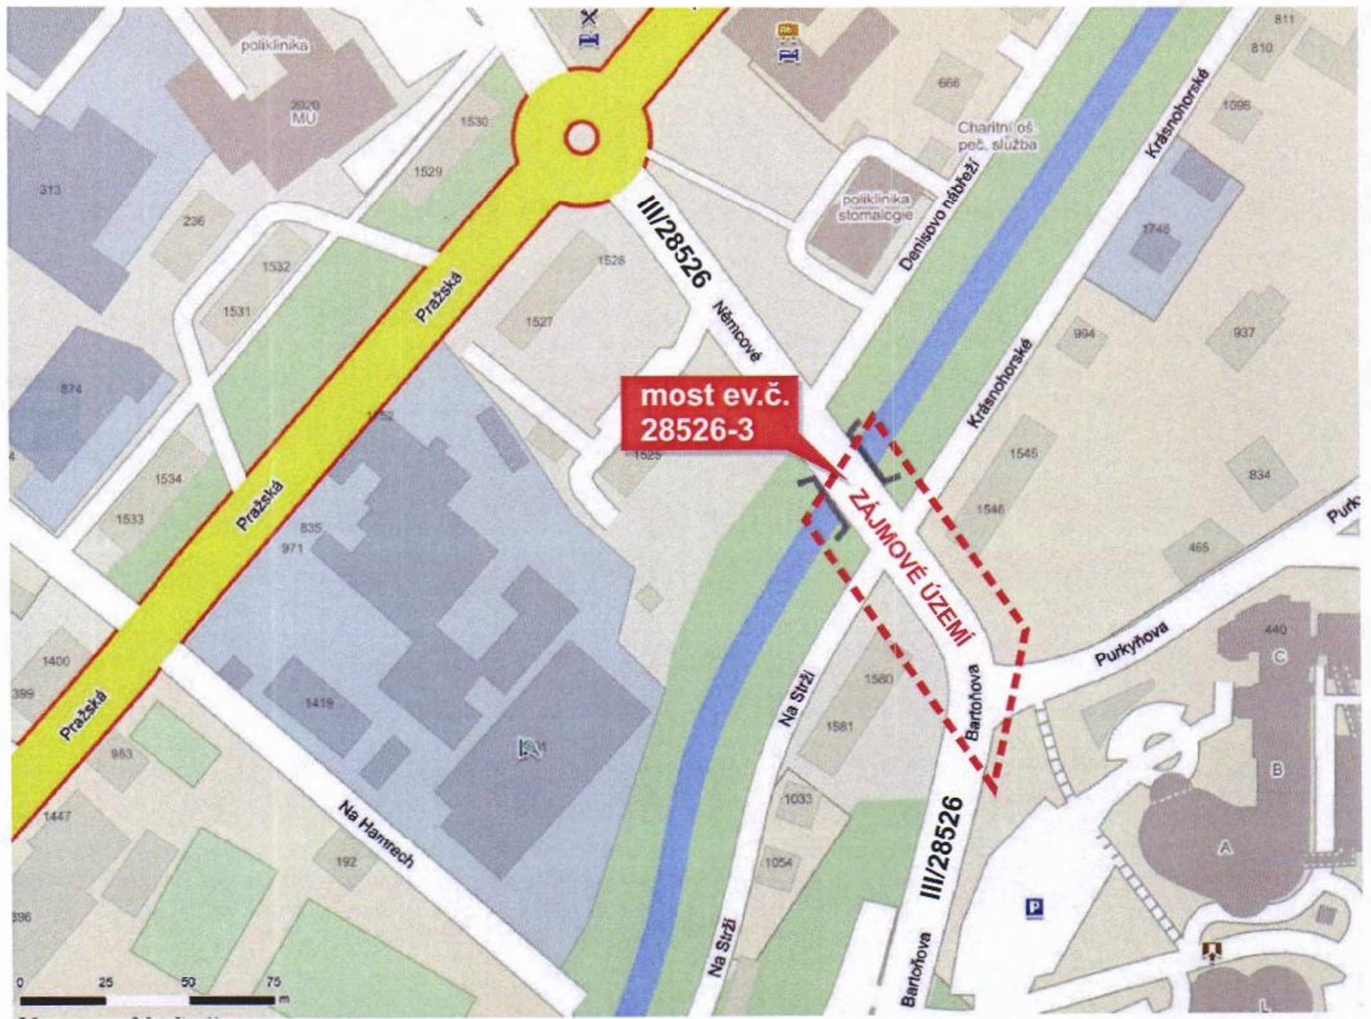 poliklinika
2020
MÚ
1530
1529
313
236
1532
1531
III/28526
1528
1527
Němcové
Pražská
666
Charitní oš.
peč. služba
poliklinika
stomalogie
Denisovo nábřeží
Krásnohorské
811
810
1096
1748
994
937
Krásnohorské
874
most ev.č.
28526-3
1525
1545
1546
834
465
ZÁJMOVÉ ÚZEMÍ
1534
1533
Pražská
835
971
Purk
Purkyňova
440
C
B
A
L
1400
399
Pražská
983
1419
1447
396
Na Hamrech
192
Na Strži
1580
1581
Bartoňova
1033
1054
III/28526
P
Na Strži
Bartoňova
0 25 50 75
m